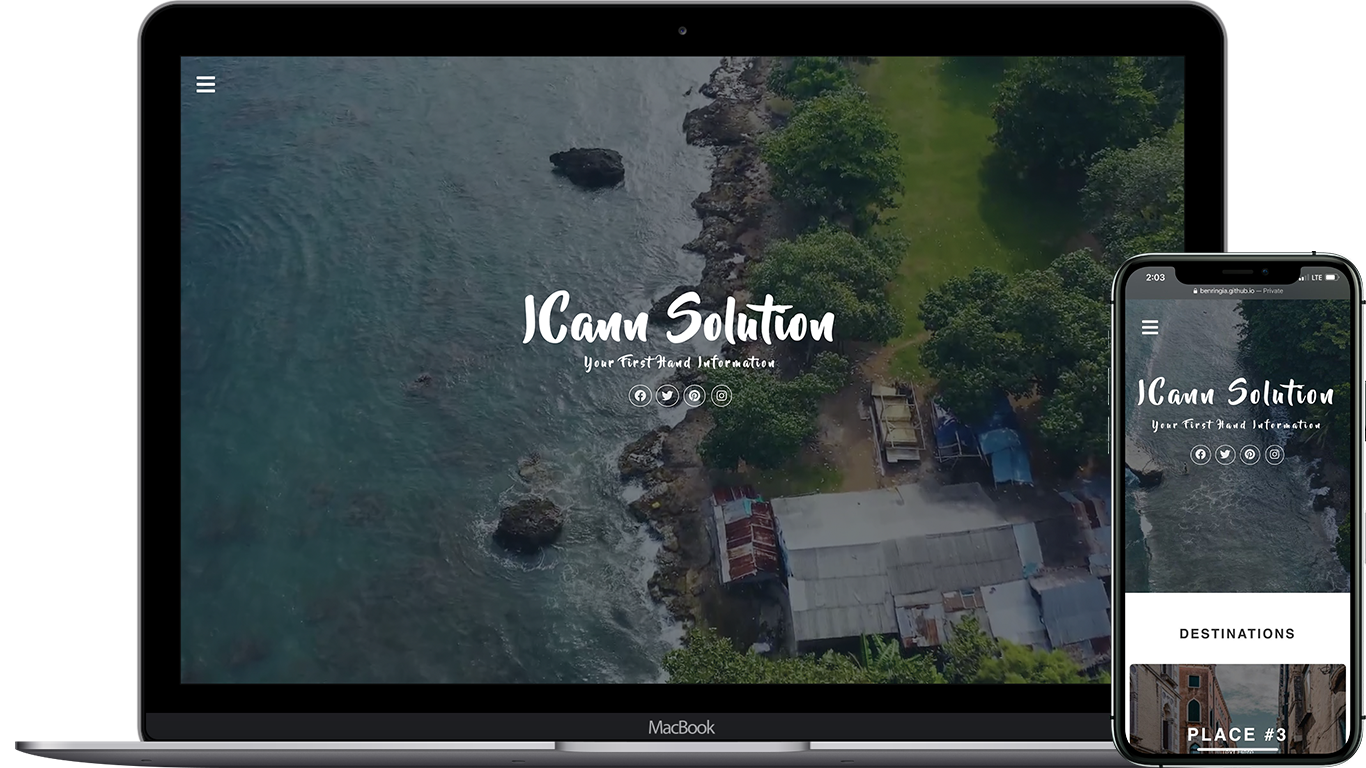 JCann Solution
Your First Hand Information
MacBook
2:03
LTE
benringia.github.io — Private
JCann Solution
Your First Hand Information
DESTINATIONS
PLACE #3